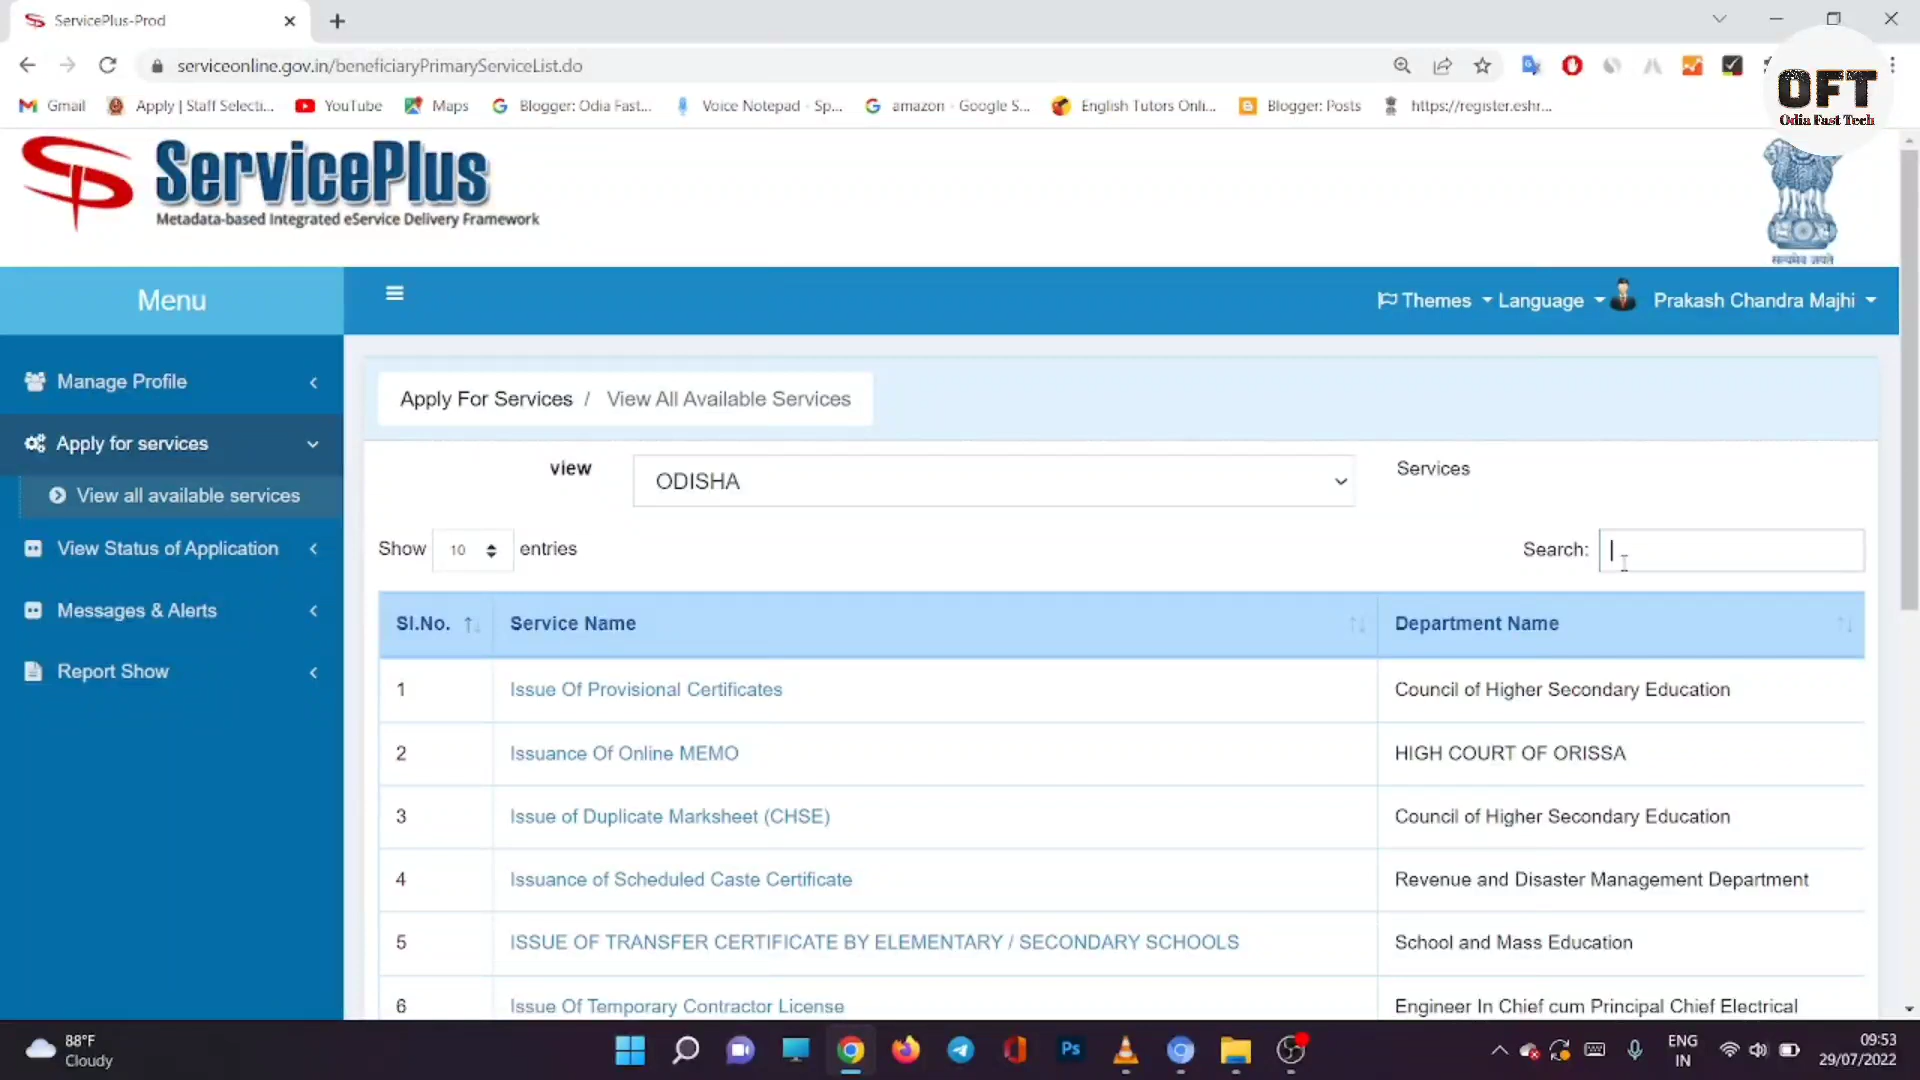 ServicePlus-Prod
serviceonline.gov.in/beneficiaryPrimaryServiceList.do
Gmail
Apply | Staff Selecti...
YouTube
Maps
Blogger: Odia Fast...
Voice Notepad - Sp...
amazon - Google S...
English Tutors Onli...
Blogger: Posts
https://register.eshr...
OFT
Odia Fast Tech
ServicePlus
Metadata-based Integrated eService Delivery Framework
सत्यमेव जयते
Menu
Themes
Language
Prakash Chandra Majhi
Manage Profile
Apply for services
View all available services
View Status of Application
Messages & Alerts
Report Show
Apply For Services / View All Available Services
view
ODISHA
Services
Show 10 entries
Search:
Sl.No. Service Name Department Name
1 Issue Of Provisional Certificates Council of Higher Secondary Education
2 Issuance Of Online MEMO HIGH COURT OF ORISSA
3 Issue of Duplicate Marksheet (CHSE) Council of Higher Secondary Education
4 Issuance of Scheduled Caste Certificate Revenue and Disaster Management Department
5 ISSUE OF TRANSFER CERTIFICATE BY ELEMENTARY / SECONDARY SCHOOLS School and Mass Education
6 Issue Of Temporary Contractor License Engineer In Chief cum Principal Chief Electrical
88°F
Cloudy
Ps
ENG
IN
09:53
29/07/2022